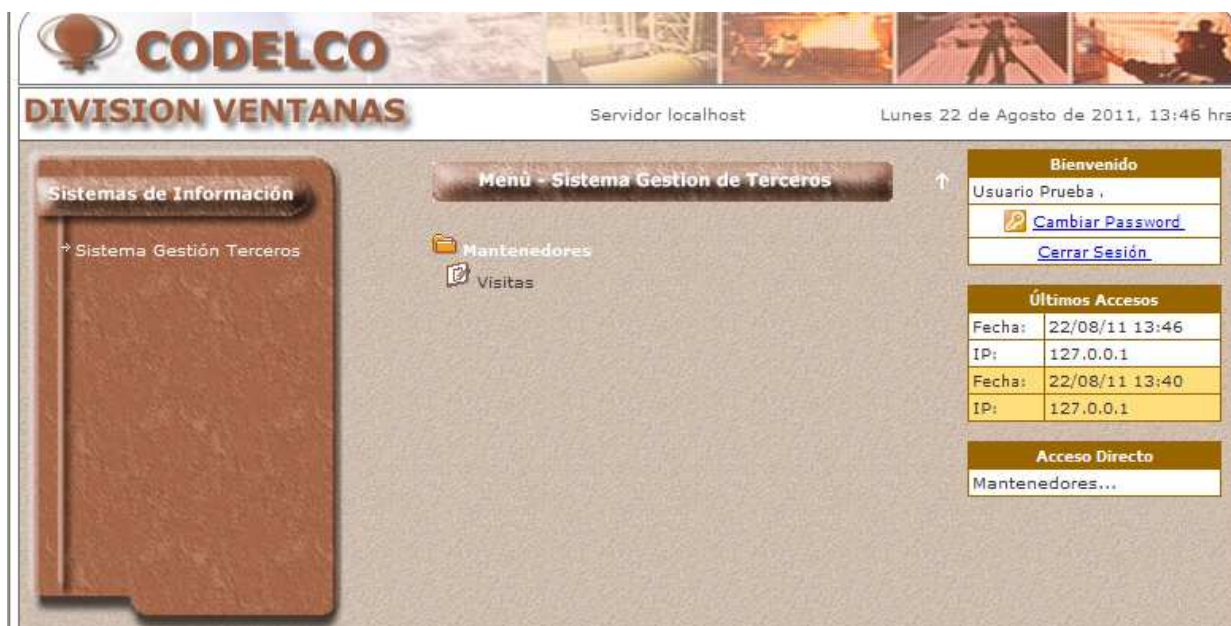 CODELCO
DIVISION VENTANAS
Servidor localhost
Lunes 22 de Agosto de 2011, 13:46 hrs
Sistemas de Información
Sistema Gestión Terceros
Menù - Sistema Gestion de Terceros
Mantenedores
Visitas
Bienvenido
Usuario Prueba .
Cambiar Password
Cerrar Sesión
Últimos Accesos
Fecha: 22/08/11 13:46
IP: 127.0.0.1
Fecha: 22/08/11 13:40
IP: 127.0.0.1
Acceso Directo
Mantenedores...